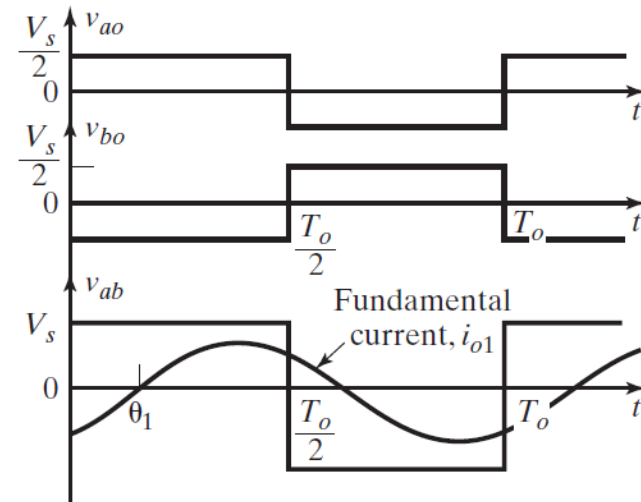 V_s/2
v_ao
0
t
V_s/2
v_bo
0
T_o/2
T_o
t
v_ab
Fundamental
V_s
current, i_o1
0
θ_1
T_o/2
T_o
t